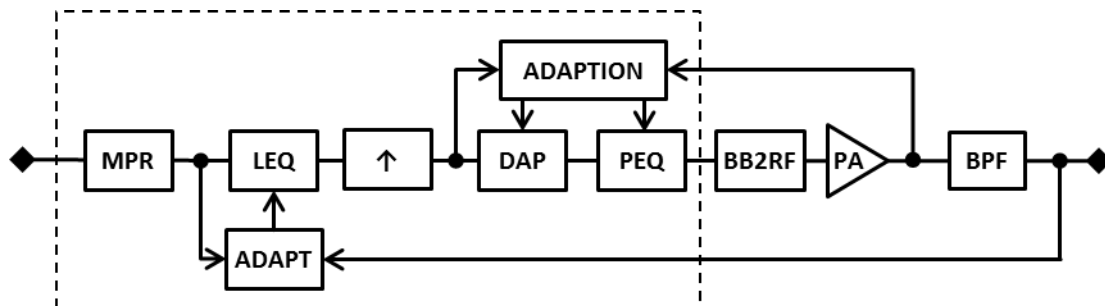 ADAPTION
MPR
LEQ
↑
DAP
PEQ
BB2RF
PA
BPF
ADAPT